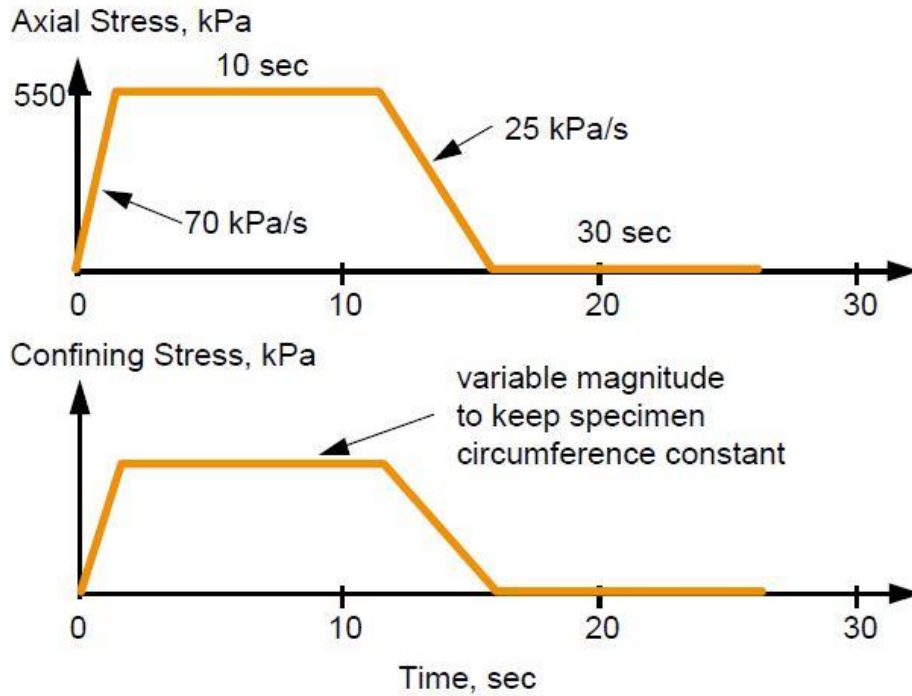 Axial Stress, kPa
10 sec
550
25 kPa/s
70 kPa/s
30 sec
0 10 20 30
Confining Stress, kPa
variable magnitude
to keep specimen
circumference constant
0 10 20 30
Time, sec